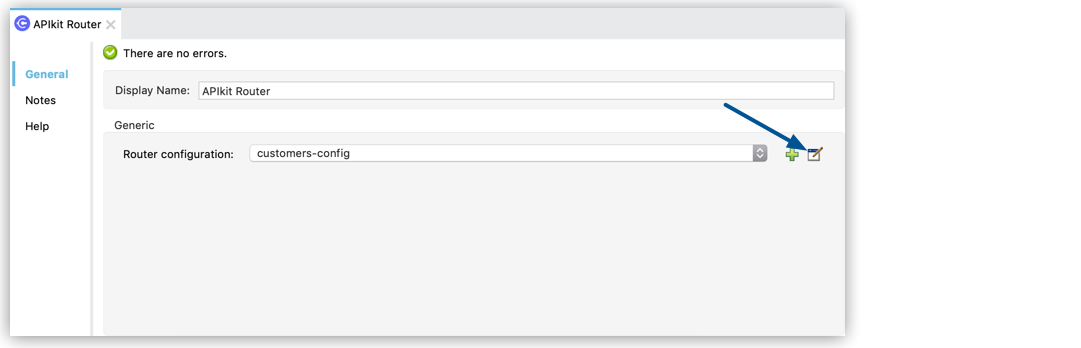 APIkit Router
There are no errors.
General
Display Name: APIkit Router
Notes
Generic
Help
Router configuration: customers-config